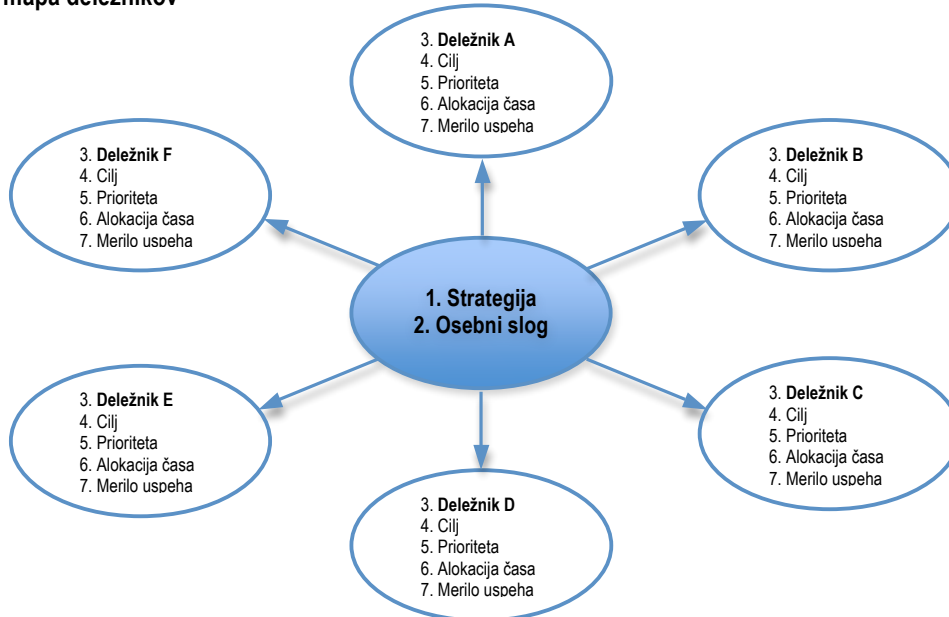 mapa deležnikov
3. Deležnik A
4. Cilj
5. Prioriteta
6. Alokacija časa
7. Merilo uspeha
3. Deležnik F
4. Cilj
5. Prioriteta
6. Alokacija časa
7. Merilo uspeha
3. Deležnik B
4. Cilj
5. Prioriteta
6. Alokacija časa
7. Merilo uspeha
1. Strategija
2. Osebni slog
3. Deležnik E
4. Cilj
5. Prioriteta
6. Alokacija časa
7. Merilo uspeha
3. Deležnik C
4. Cilj
5. Prioriteta
6. Alokacija časa
7. Merilo uspeha
3. Deležnik D
4. Cilj
5. Prioriteta
6. Alokacija časa
7. Merilo uspeha